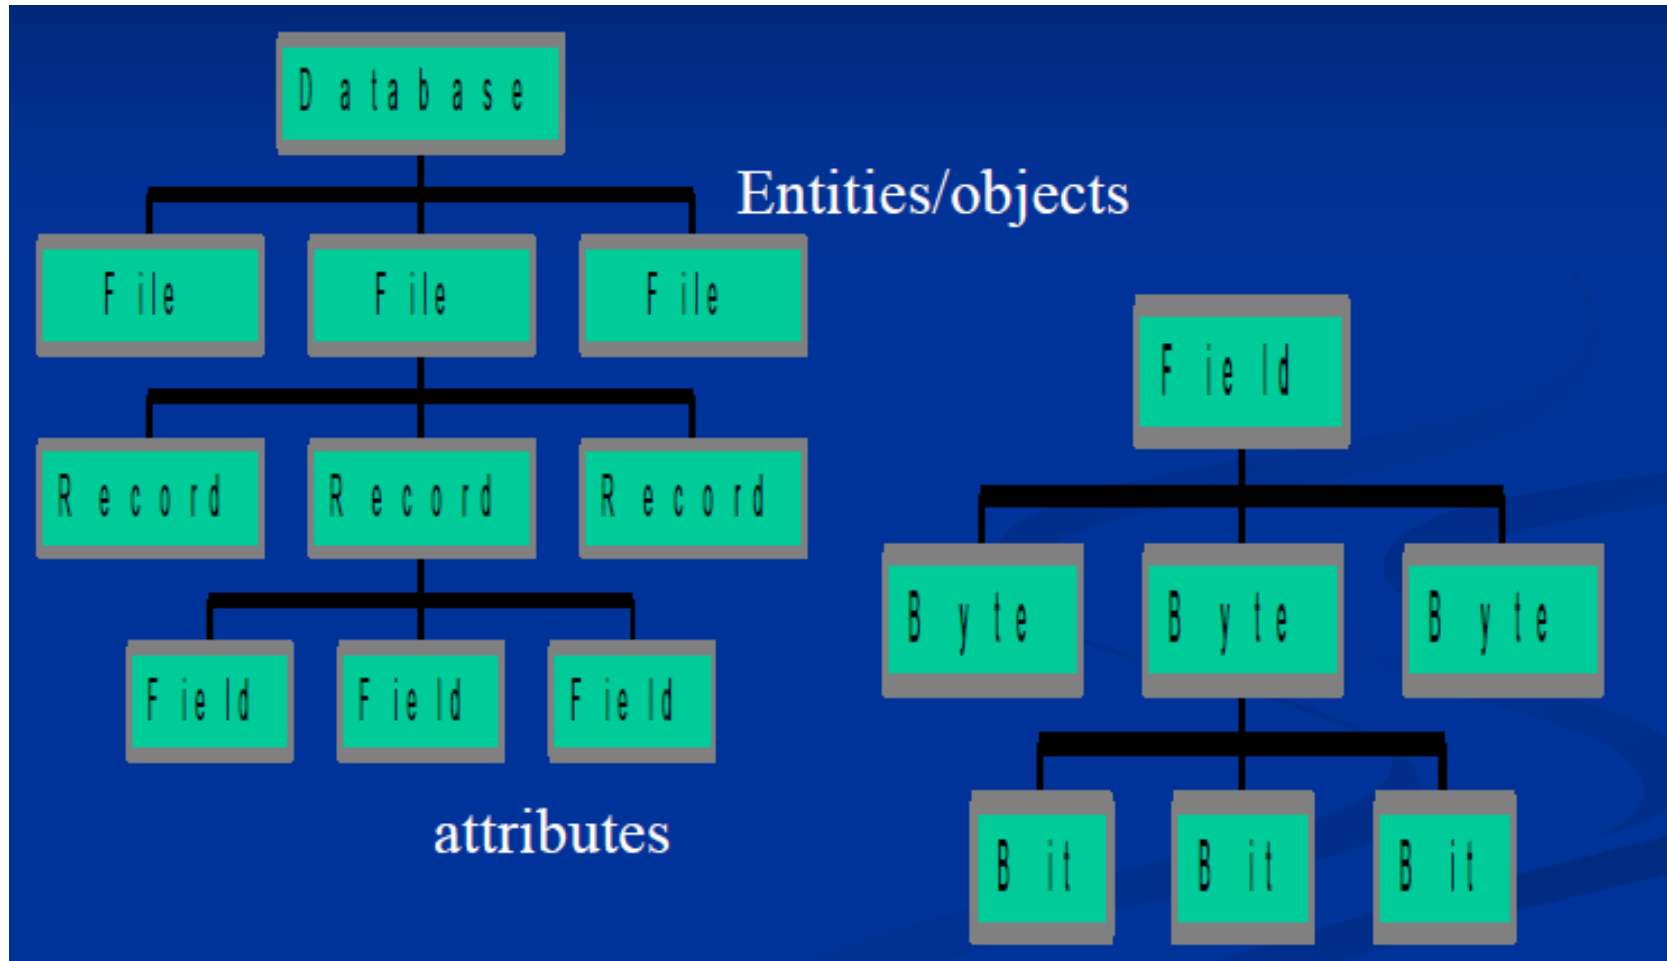 Database
Entities/objects
File File File
Record Record Record
Field Field Field
attributes
Field
Byte Byte Byte
Bit Bit Bit